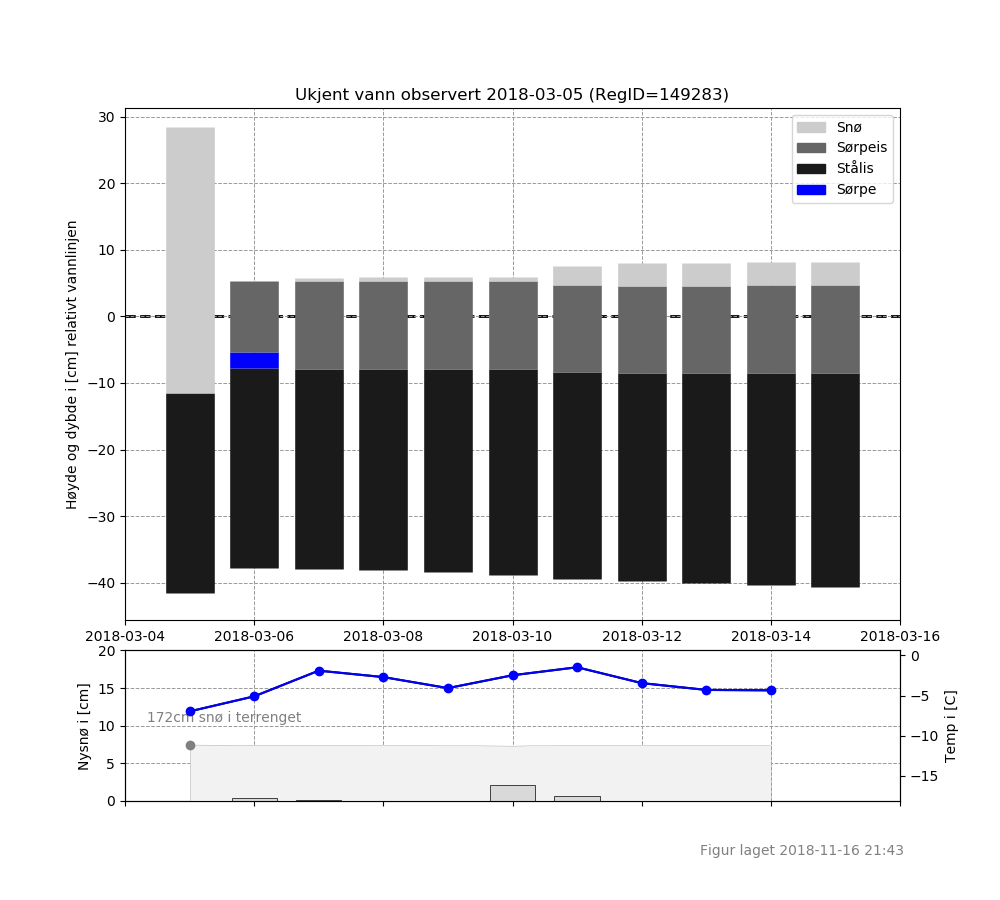 Ukjent vann observert 2018-03-05 (RegID=149283)
Høyde og dybde i [cm] relativt vannlinjen
30
20
10
0
−10
−20
−30
−40
Snø
Sørpeis
Stålis
Sørpe
2018-03-04 2018-03-06 2018-03-08 2018-03-10 2018-03-12 2018-03-14 2018-03-16
Nysnø i [cm]
20
15
10
5
0
172cm snø i terrenget
0
−5
−10
−15
Temp i [C]
Figur laget 2018-11-16 21:43